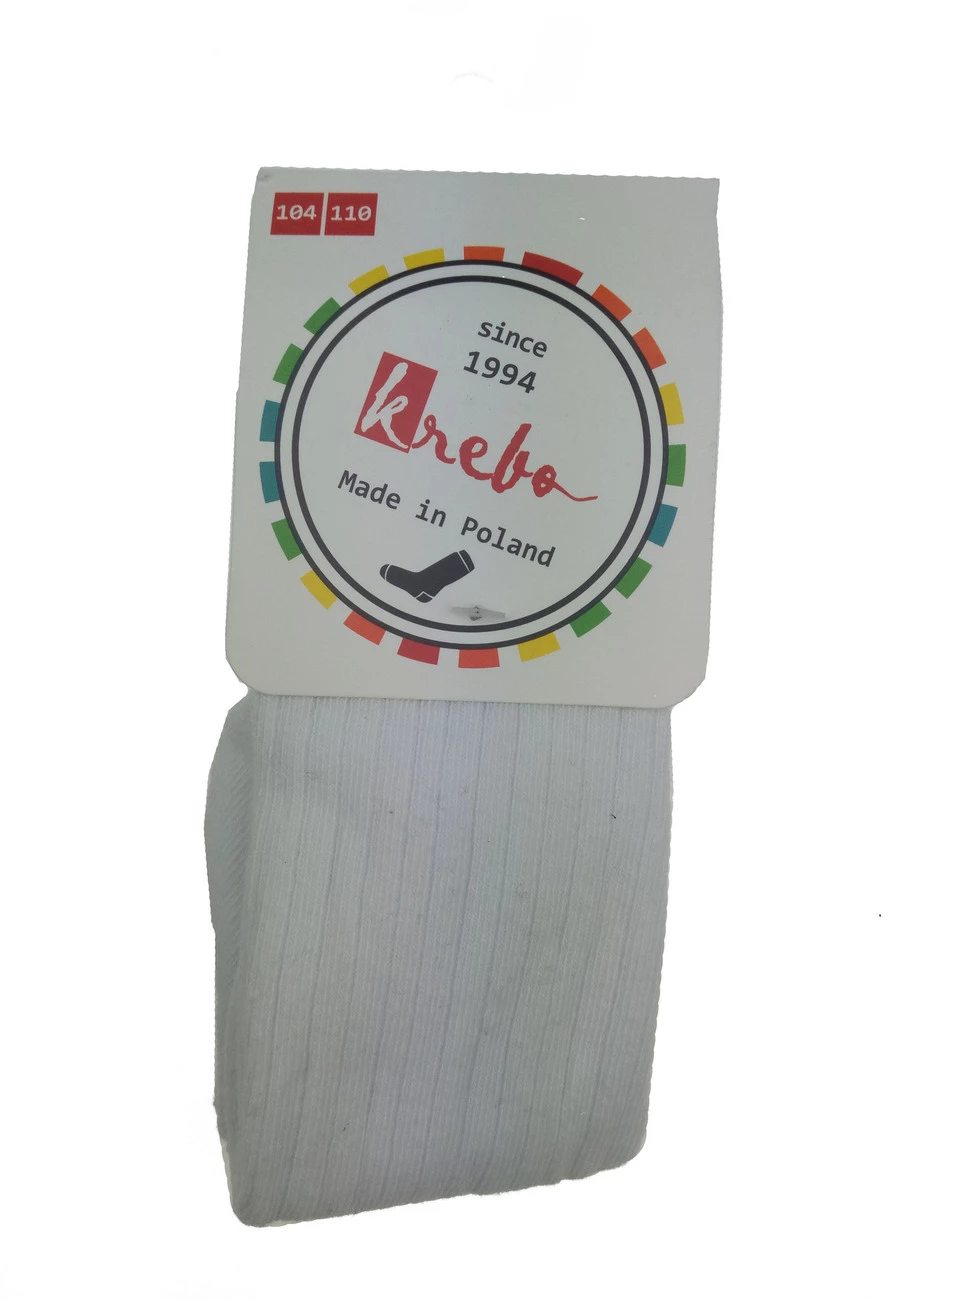 104 110
since
1994
krebo
Made in Poland